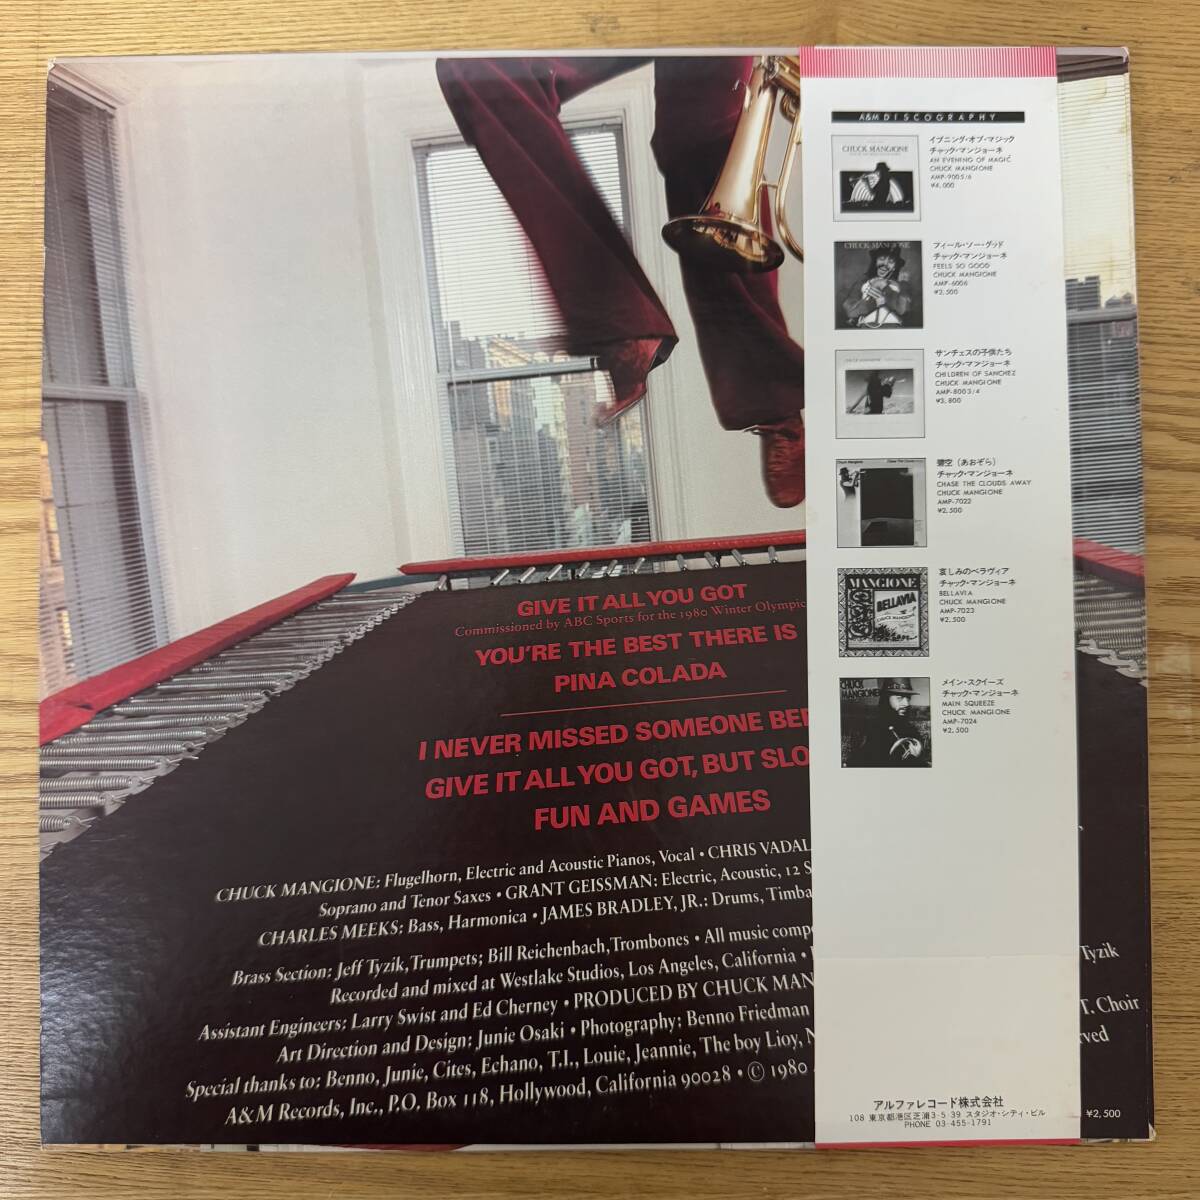 GIVE IT ALL YOU GOT
Commissioned by ABC Sports for the 1980 Winter Olympic
YOU'RE THE BEST THERE IS
PINA COLADA
I NEVER MISSED SOMEONE
GIVE IT ALL YOU GOT, BUT
FUN AND GAMES
CHUCK MANGIONE: Flugelhorn, Electric and Acoustic Pianos, Vocal • CHRIS VADAL
Soprano and Tenor Saxes • GRANT GEISSMAN: Electric, Acoustic, 12 S
CHARLES MEEKS: Bass, Harmonica • JAMES BRADLEY, JR.: Drums, Timba
Brass Section: Jeff Tyzik, Trumpets; Bill Reichenbach, Trombones • All music comp
Recorded and mixed at Westlake Studios, Los Angeles, California •
Tyzik
Assistant Engineers: Larry Swist and Ed Cherney • PRODUCED BY CHUCK MAN
T. Choir
Art Direction and Design: Junie Osaki • Photography: Benno Friedman
rved
Special thanks to: Benno, Junie, Cites, Echano, T.I., Louie, Jeannie, The boy Lioy, N
A&M Records, Inc., P.O. Box 118, Hollywood, California 90028 • © 1980
A&M DISCOGRAPHY
CHUCK MANGIONE
イブニング・オブ・マジック
チャック・マンジョーネ
AN EVENING OF MAGIC
CHUCK MANGIONE
AMP-9005/6
¥4,000
CHUCK MANGIONE
フィール・ソー・グッド
チャック・マンジョーネ
FEELS SO GOOD
CHUCK MANGIONE
AMP-6006
¥2,500
サンチェスの子供たち
チャック・マンジョーネ
CHILDREN OF SANCHEZ
CHUCK MANGIONE
AMP-8003/4
¥3,800
碧空(あおぞら)
チャック・マンジョーネ
CHASE THE CLOUDS AWAY
CHUCK MANGIONE
AMP-7022
¥2,500
MANGIONE
BELLAVIA
CHUCK MANGIONE
哀しみのベラヴィア
チャック・マンジョーネ
BELLAVIA
CHUCK MANGIONE
AMP-7023
¥2,500
CHUCK
MANGIONE
メイン・スクイーズ
チャック・マンジョーネ
MAIN SQUEEZE
CHUCK MANGIONE
AMP-7024
¥2,500
アルファレコード株式会社
108 東京都港区芝浦3-5-39 スタジオ・シティ・ビル
PHONE 03-455-1791
¥2,500